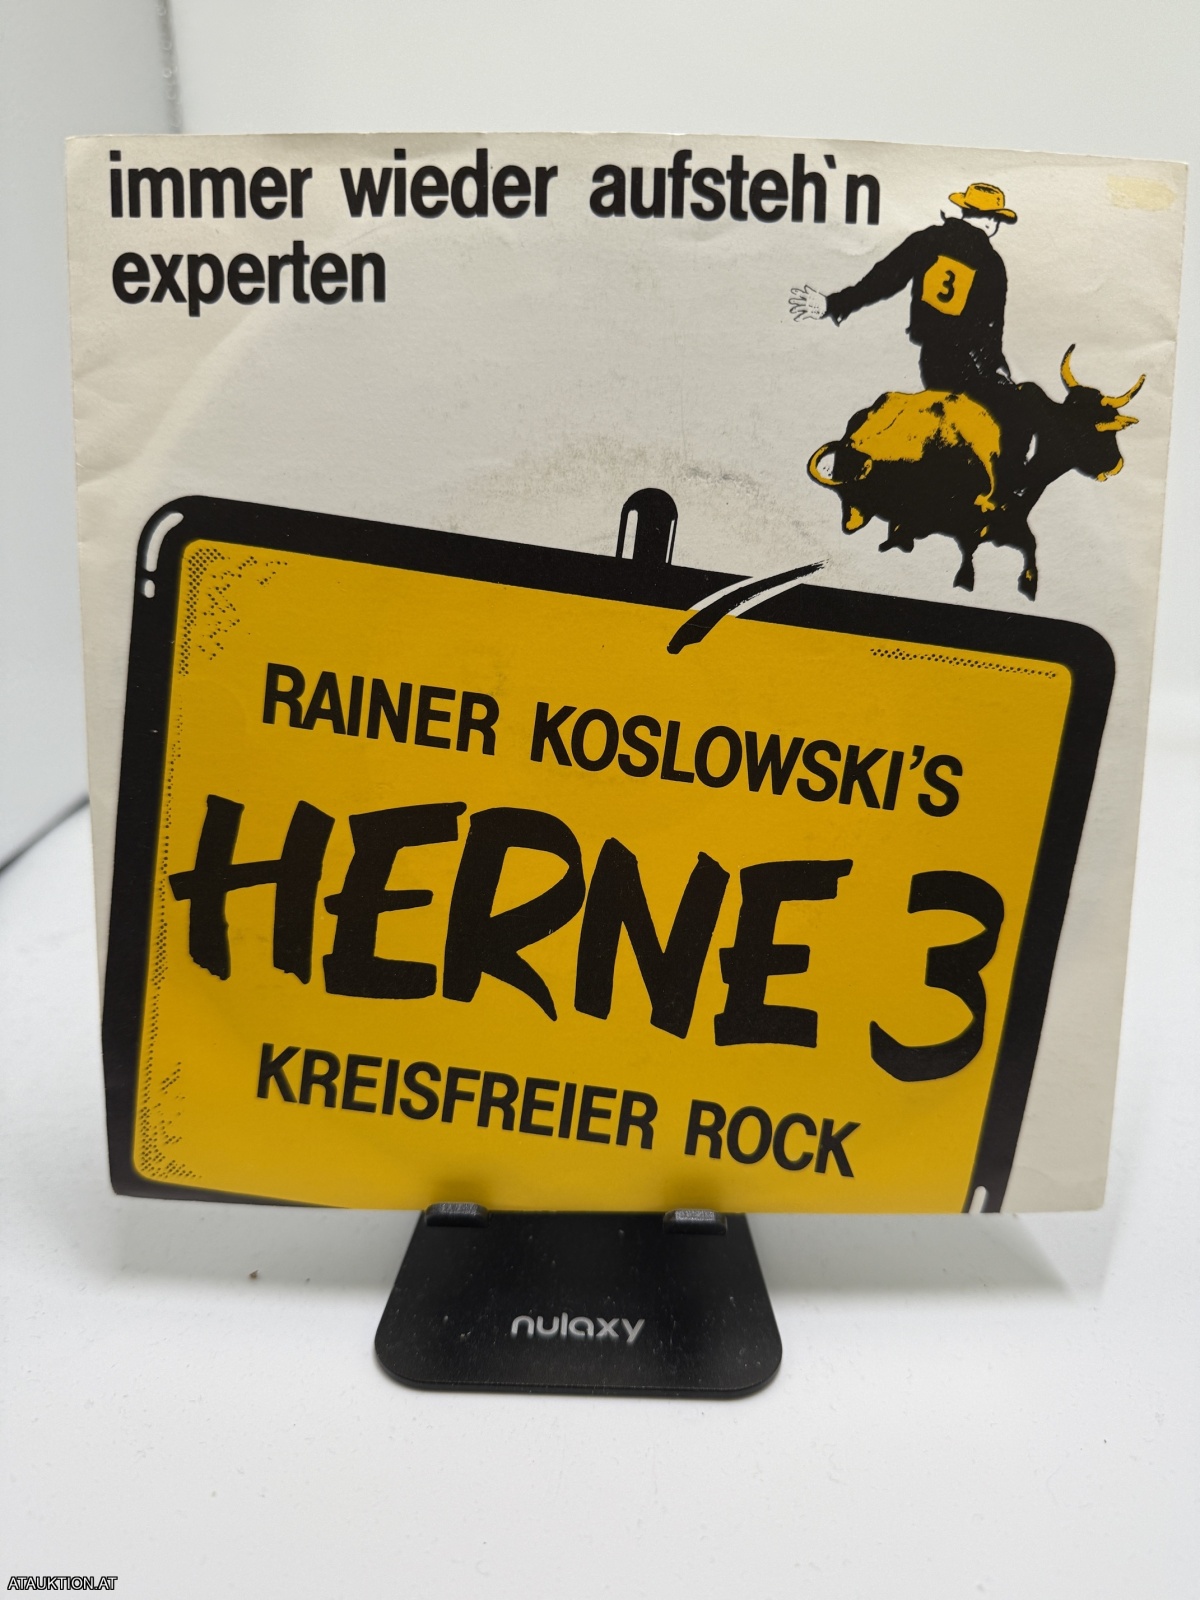 immer wieder aufsteh`n
experten
3
RAINER KOSLOWSKI'S
HERNE 3
KREISFREIER ROCK
nulaxy
ATAUKTION.AT